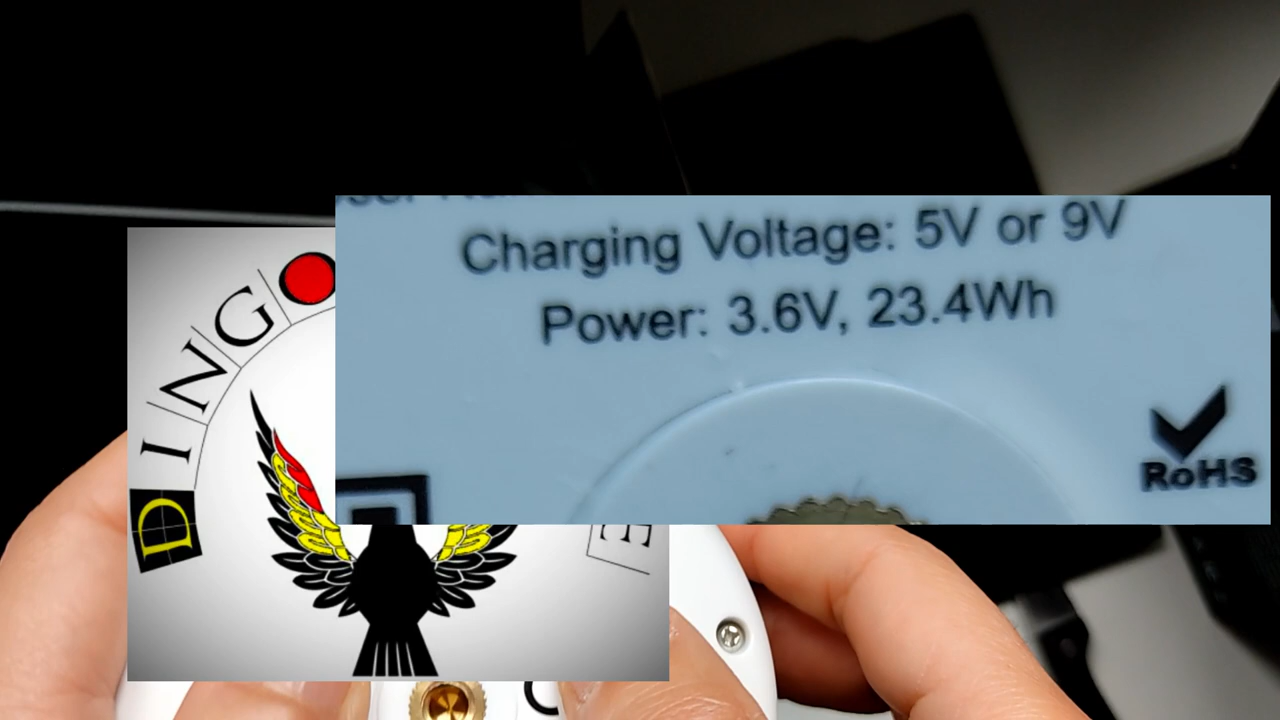 Charging Voltage: 5V or 9V
Power: 3.6V, 23.4Wh
RoHS
DINGO
E